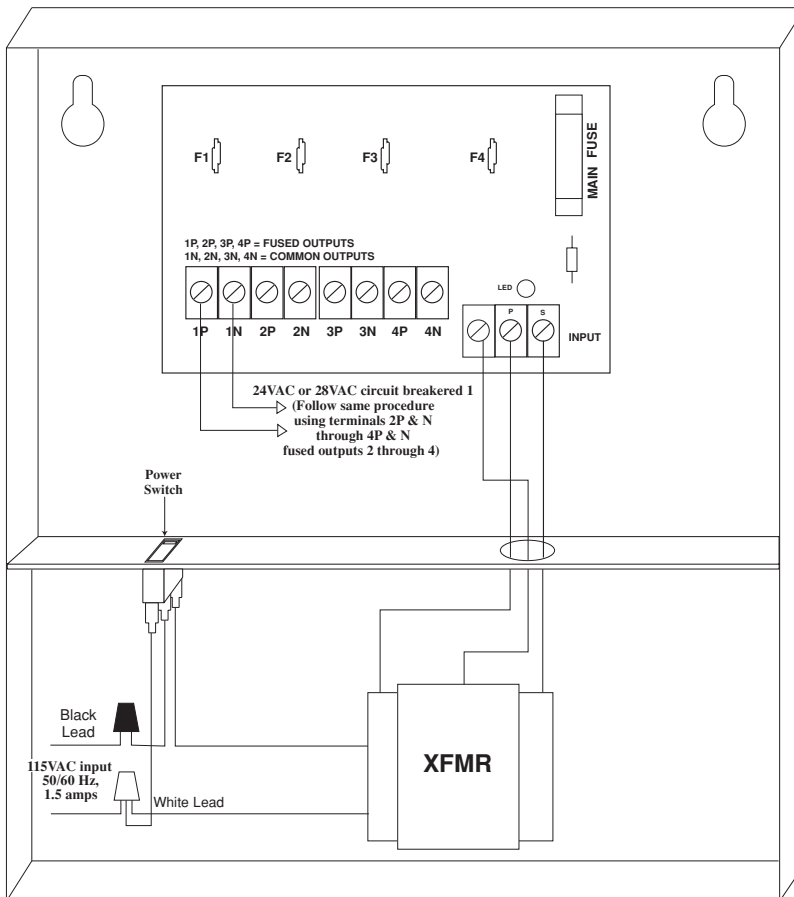 F1 F2 F3 F4
MAIN FUSE
1P, 2P, 3P, 4P = FUSED OUTPUTS
1N, 2N, 3N, 4N = COMMON OUTPUTS
LED
P S
1P 1N 2P 2N 3P 3N 4P 4N
INPUT
24VAC or 28VAC circuit breakered 1
(Follow same procedure
using terminals 2P & N
through 4P & N
fused outputs 2 through 4)
Power
Switch
Black
Lead
115VAC input
50/60 Hz,
1.5 amps
White Lead
XFMR